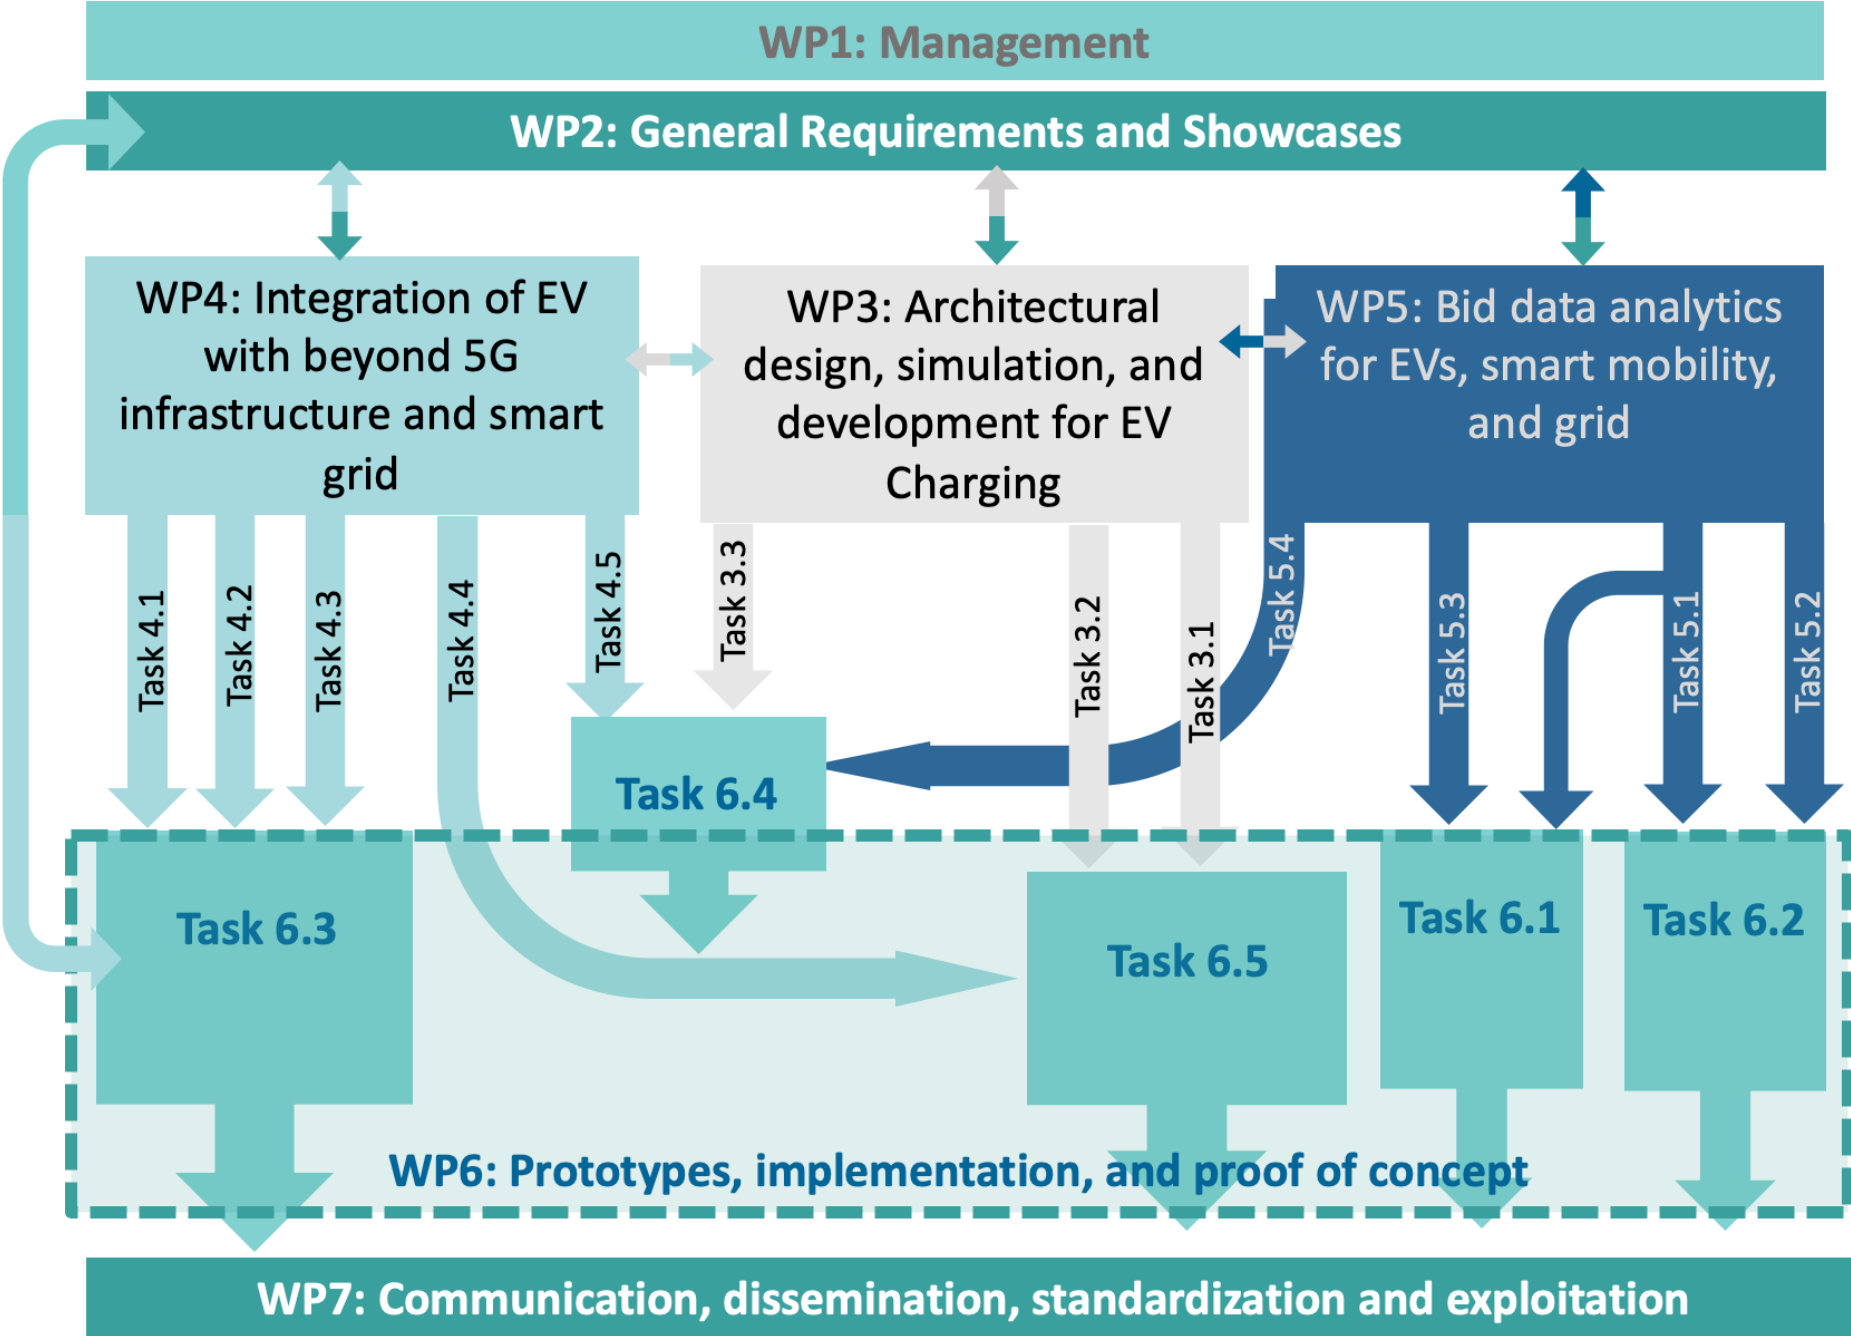 WP1: Management
WP2: General Requirements and Showcases
WP4: Integration of EV
with beyond 5G
infrastructure and smart
grid
WP3: Architectural
design, simulation, and
development for EV
Charging
WP5: Bid data analytics
for EVs, smart mobility,
and grid
Task 4.1
Task 4.2
Task 4.3
Task 4.4
Task 4.5
Task 3.3
Task 3.2
Task 3.1
Task 5.4
Task 5.3
Task 5.1
Task 5.2
Task 6.4
Task 6.3
Task 6.5
Task 6.1
Task 6.2
WP6: Prototypes, implementation, and proof of concept
WP7: Communication, dissemination, standardization and exploitation